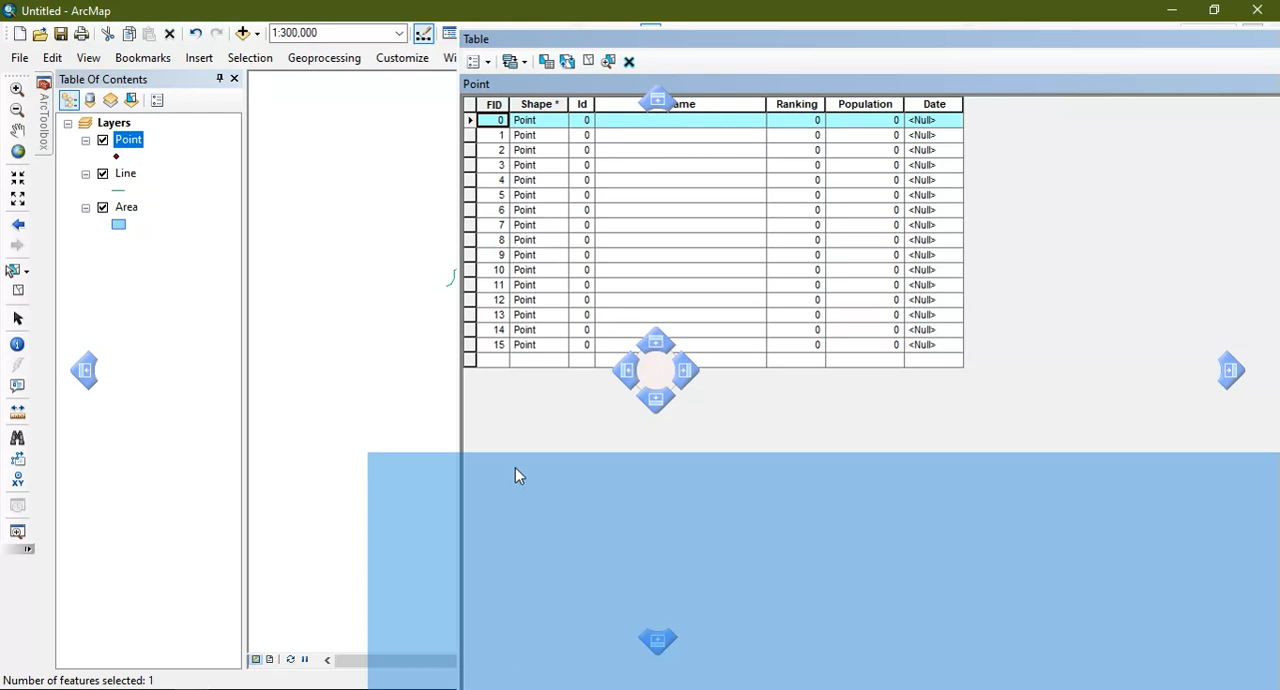 Untitled - ArcMap
1:300,000
Table
File Edit View Bookmarks Insert Selection Geoprocessing Customize Wi
Table Of Contents
Point
ArcToolbox
FID Shape * Id ame Ranking Population Date
Layers
0 Point 0 0 0 <Null>
Point
1 Point 0 0 0 <Null>
2 Point 0 0 0 <Null>
3 Point 0 0 0 <Null>
Line
4 Point 0 0 0 <Null>
5 Point 0 0 0 <Null>
Area
6 Point 0 0 0 <Null>
7 Point 0 0 0 <Null>
8 Point 0 0 0 <Null>
9 Point 0 0 0 <Null>
10 Point 0 0 0 <Null>
11 Point 0 0 0 <Null>
12 Point 0 0 0 <Null>
13 Point 0 0 0 <Null>
14 Point 0 0 0 <Null>
15 Point 0 0 0 <Null>
XY
Number of features selected: 1